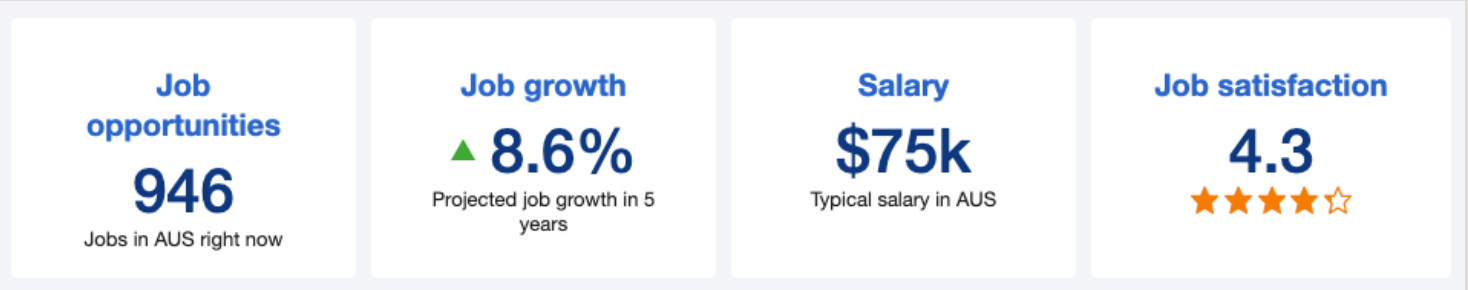 Job
opportunities
946
Jobs in AUS right now
Job growth
8.6%
Projected job growth in 5
years
Salary
$75k
Typical salary in AUS
Job satisfaction
4.3